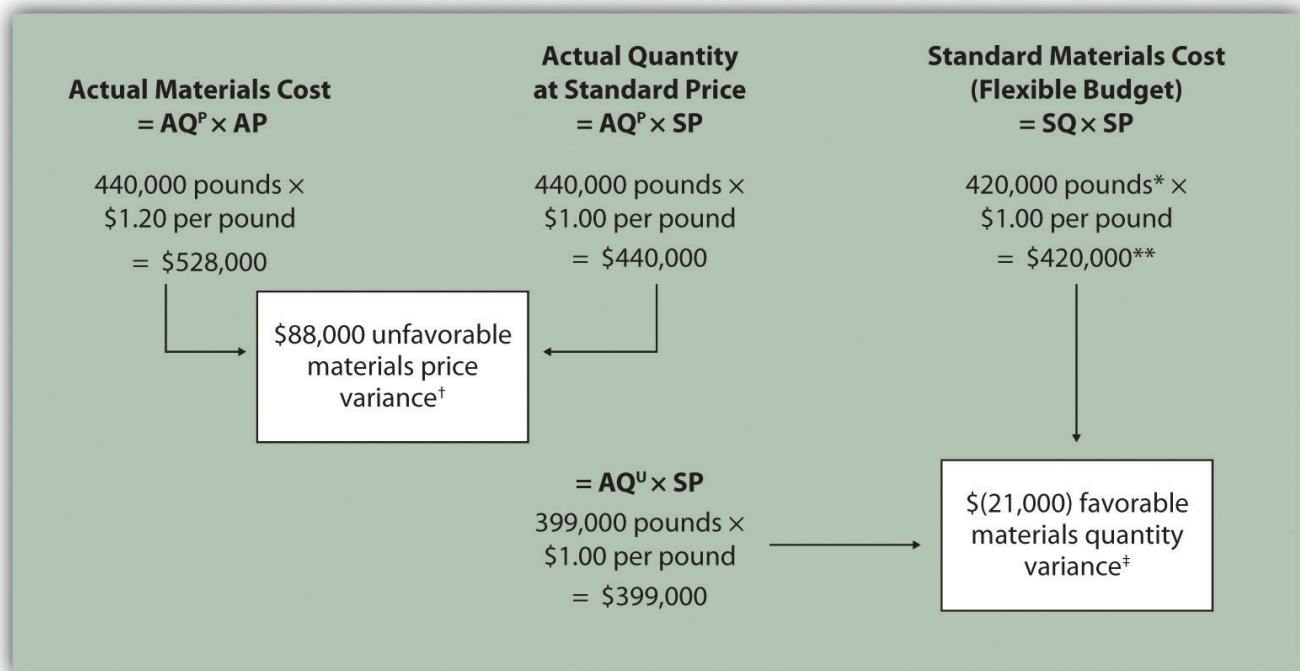 Actual Materials Cost
= AQᴾ × AP
440,000 pounds ×
$1.20 per pound
= $528,000
Actual Quantity
at Standard Price
= AQᴾ × SP
440,000 pounds ×
$1.00 per pound
= $440,000
Standard Materials Cost
(Flexible Budget)
= SQ × SP
420,000 pounds* ×
$1.00 per pound
= $420,000**
$88,000 unfavorable
materials price
variance†
= AQᵁ × SP
399,000 pounds ×
$1.00 per pound
= $399,000
$(21,000) favorable
materials quantity
variance‡